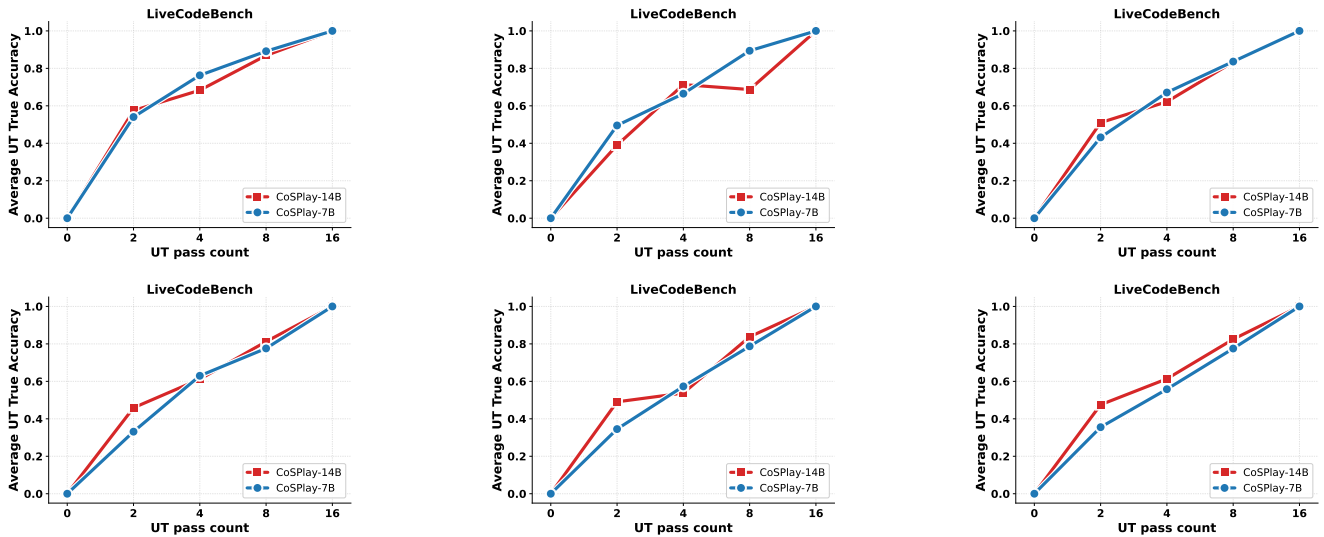 LiveCodeBench
Average UT True Accuracy
1.0
0.8
0.6
0.4
0.2
0.0
CoSPlay-14B
CoSPlay-7B
0 2 4 8 16
UT pass count
LiveCodeBench
Average UT True Accuracy
1.0
0.8
0.6
0.4
0.2
0.0
CoSPlay-14B
CoSPlay-7B
0 2 4 8 16
UT pass count
LiveCodeBench
Average UT True Accuracy
1.0
0.8
0.6
0.4
0.2
0.0
CoSPlay-14B
CoSPlay-7B
0 2 4 8 16
UT pass count
LiveCodeBench
Average UT True Accuracy
1.0
0.8
0.6
0.4
0.2
0.0
CoSPlay-14B
CoSPlay-7B
0 2 4 8 16
UT pass count
LiveCodeBench
Average UT True Accuracy
1.0
0.8
0.6
0.4
0.2
0.0
CoSPlay-14B
CoSPlay-7B
0 2 4 8 16
UT pass count
LiveCodeBench
Average UT True Accuracy
1.0
0.8
0.6
0.4
0.2
0.0
CoSPlay-14B
CoSPlay-7B
0 2 4 8 16
UT pass count